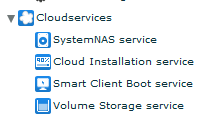 Cloudservices
SystemNAS service
Cloud Installation service
Smart Client Boot service
Volume Storage service